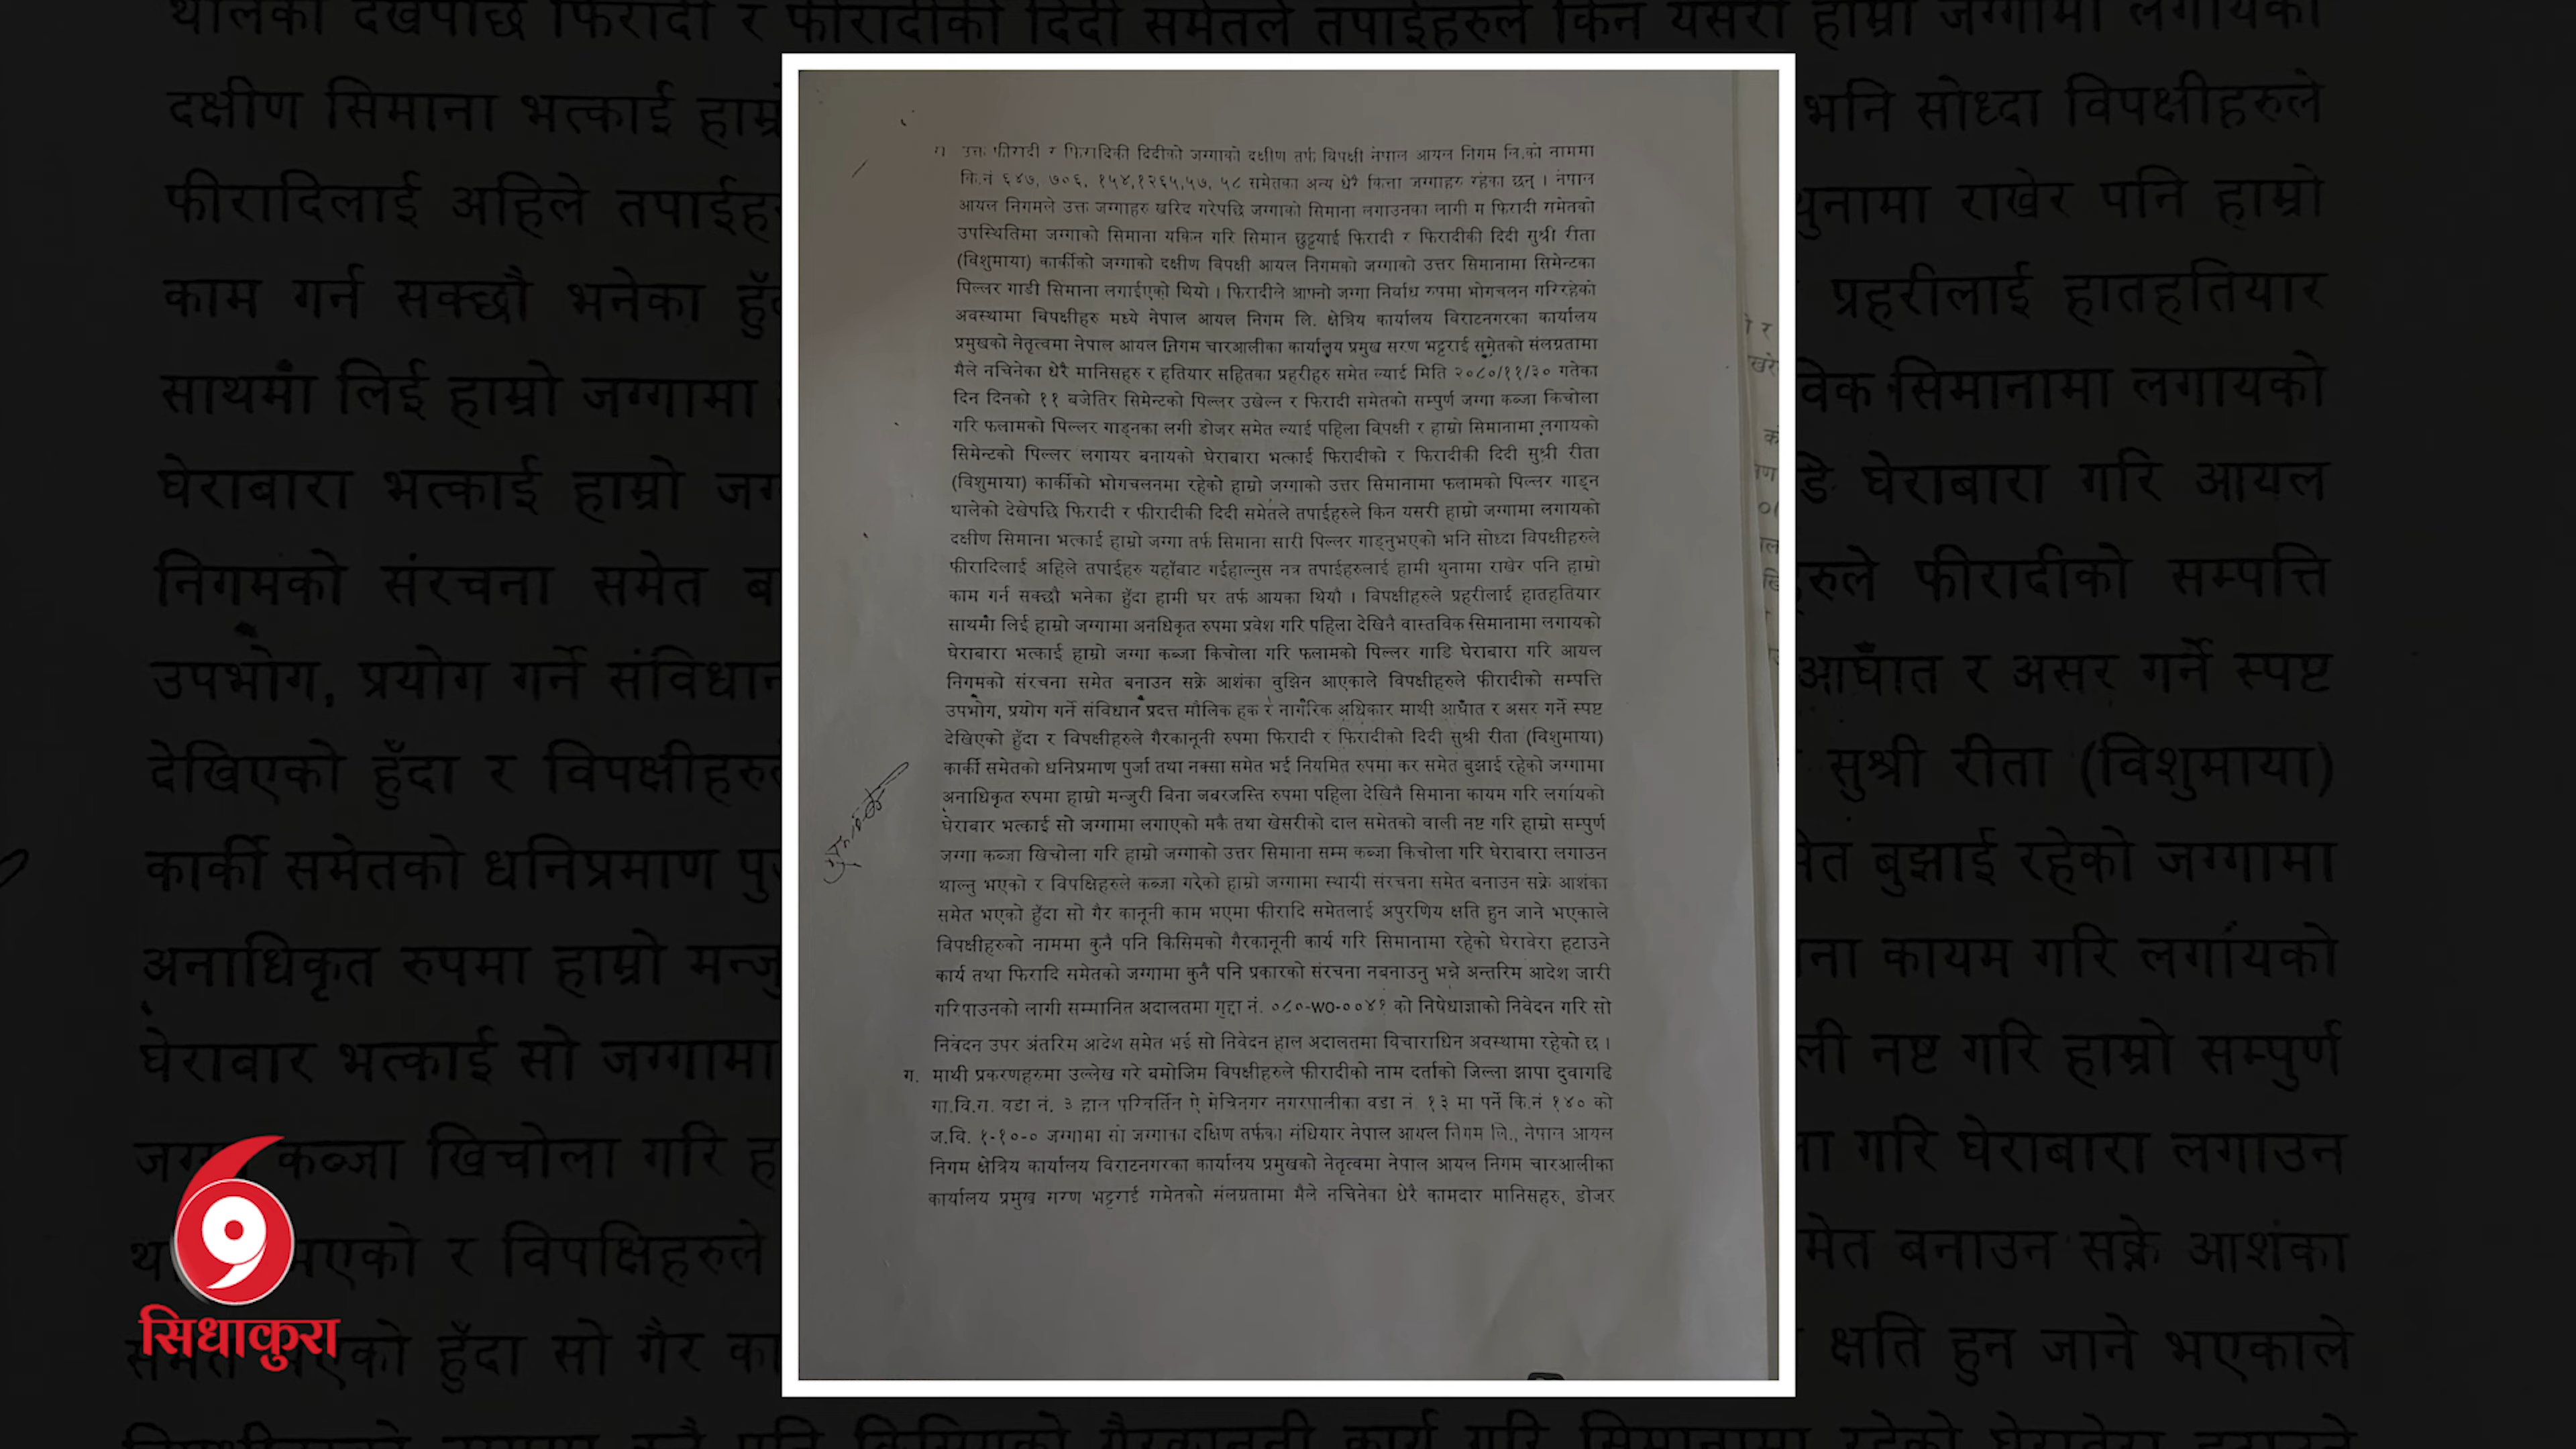 उक्त फीरादी र फिरादिकी दिदीको जग्गाको दक्षीण तर्फ विपक्षी नेपाल आयल निगम लि.को नाममा
कि.नं ६४७, ७०६, १५४,१२६५,५७, ५८ समेतका अन्य धेरै कित्ता जग्गाहरु रहेका छन् । नेपाल
आयल निगमले उक्त जग्गाहरु खरिद गरेपछि जग्गाको सिमाना लगाउनका लागी म फिरादी समेतको
उपस्थितिमा जग्गाको सिमाना यकिन गरि सिमान छुट्टयाई फिरादी र फिरादीकी दिदी सुश्री रीता
(विशुमाया) कार्कीको जग्गाको दक्षीण विपक्षी आयल निगमको जग्गाको उत्तर सिमानामा सिमेन्टका
पिल्लर गाडी सिमाना लगाईएको थियो । फिरादीले आफ्नो जग्गा निर्वाध रुपमा भोगचलन गरिरहेको
अवस्थामा विपक्षीहरु मध्ये नेपाल आयल निगम लि. क्षेत्रिय कार्यालय विराटनगरका कार्यालय
प्रमुखको नेतृत्वमा नेपाल आयल निगम चारआलीका कार्यालय प्रमुख सरण भट्टराई समेतको संलग्नतामा
मैले नचिनेका धेरै मानिसहरु र हतियार सहितका प्रहरीहरु समेत ल्याई मिति २०८०/११/३० गतेका
दिन दिनको ११ बजेतिर सिमेन्टको पिल्लर उखेल्न र फिरादी समेतको सम्पुर्ण जग्गा कब्जा किचोला
गरि फलामको पिल्लर गाड्नका लगी डोजर समेत ल्याई पहिला विपक्षी र हाम्रो सिमानामा लगायको
सिमेन्टको पिल्लर लगायर बनायको घेराबारा भत्काई फिरादीको र फिरादीकी दिदी सुश्री रीता
(विशुमाया) कार्कीको भोगचलनमा रहेको हाम्रो जग्गाको उत्तर सिमानामा फलामको पिल्लर गाड्न
थालेको देखेपछि फिरादी र फीरादीकी दिदी समेतले तपाईहरुले किन यसरी हाम्रो जग्गामा लगायको
दक्षीण सिमाना भत्काई हाम्रो जग्गा तर्फ सिमाना सारी पिल्लर गाड्नुभएको भनि सोध्दा विपक्षीहरुले
फीरादिलाई अहिले तपाईहरु यहाँबाट गईहाल्नुस नत्र तपाईहरुलाई हामी थुनामा राखेर पनि हाम्रो
काम गर्न सक्छौ भनेका हुँदा हामी घर तर्फ आयका थियौ । विपक्षीहरुले प्रहरीलाई हातहतियार
साथमाँ लिई हाम्रो जग्गामा अनधिकृत रुपमा प्रवेश गरि पहिला देखिनै वास्तविक सिमानामा लगायको
घेराबारा भत्काई हाम्रो जग्गा कब्जा किचोला गरि फलामको पिल्लर गाडि घेराबारा गरि आयल
निगमको संरचना समेत बनाउन सक्ने आशंका वुझिन आएकाले विपक्षीहरुले फीरादीको सम्पत्ति
उपभोग, प्रयोग गर्ने संविधान प्रदत्त मौलिक हक र नागरिक अधिकार माथी आघाँत र असर गर्ने स्पष्ट
देखिएको हुँदा र विपक्षीहरुले गैरकानूनी रुपमा फिरादी र फिरादीको दिदी सुश्री रीता (विशुमाया)
कार्की समेतको धनिप्रमाण पुर्जा तथा नक्सा समेत भई नियमित रुपमा कर समेत बुझाई रहेको जग्गामा
अनाधिकृत रुपमा हाम्रो मन्जुरी विना जवरजस्ति रुपमा पहिला देखिनै सिमाना कायम गरि लगायको
घेराबार भत्काई सो जग्गामा लगाएको मकै तथा खेसरीको दाल समेतको वाली नष्ट गरि हाम्रो सम्पुर्ण
जग्गा कब्जा खिचोला गरि हाम्रो जग्गाको उत्तर सिमाना सम्म कब्जा किचोला गरि घेराबारा लगाउन
थाल्नु भएको र विपक्षिहरुले कब्जा गरेको हाम्रो जग्गामा स्थायी संरचना समेत बनाउन सक्ने आशंका
समेत भएको हुँदा सो गैर कानूनी काम भएमा फीरादि समेतलाई अपुरणिय क्षति हुन जाने भएकाले
विपक्षीहरुको नाममा कुनै पनि किसिमको गैरकानूनी कार्य गरि सिमानामा रहेको घेरावेरा हटाउने
कार्य तथा फिरादि समेतको जग्गामा कुनै पनि प्रकारको संरचना नबनाउनु भन्ने अन्तरिम आदेश जारी
गरिपाउनको लागी सम्मानित अदालतमा मुद्दा नं. ०८०-WO-००४१ को निषेधाज्ञाको निवेदन गरि सो
निवेदन उपर अंतरिम आदेश समेत भई सो निवेदन हाल अदालतमा विचाराधिन अवस्थामा रहेको छ ।
ग. माथी प्रकरणहरुमा उल्लेख गरे बमोजिम विपक्षीहरुले फीरादीको नाम दर्ताको जिल्ला झापा दुवागढि
गा.वि.स. वडा नं. ३ हाल परिवर्तित ऐ मेचिनगर नगरपालीका वडा नं १३ मा पर्ने कि.नं १४० को
ज.वि. १-१०-० जग्गामा सो जग्गाका दक्षिण तर्फका संधियार नेपाल आयल निगम लि., नेपाल आयल
निगम क्षेत्रिय कार्यालय विराटनगरका कार्यालय प्रमुखको नेतृत्वमा नेपाल आयल निगम चारआलीका
कार्यालय प्रमुख सरण भट्टराई समेतको संलग्नतामा मैले नचिनेका धेरै कामदार मानिसहरु, डोजर
सिधाकुरा